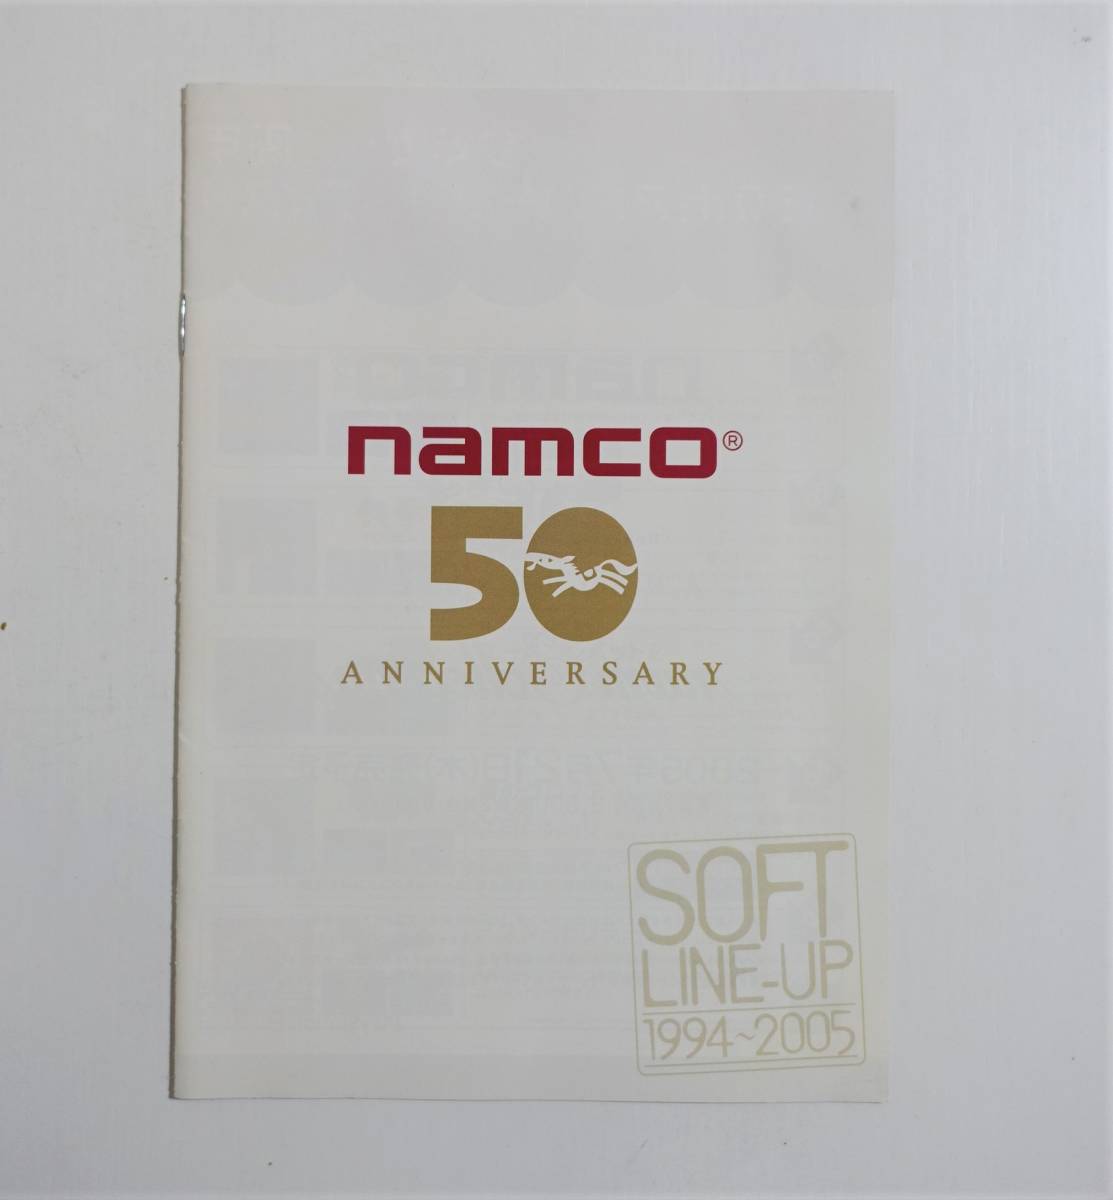 namco®
50
ANNIVERSARY
SOFT
LINE-UP
1994~2005